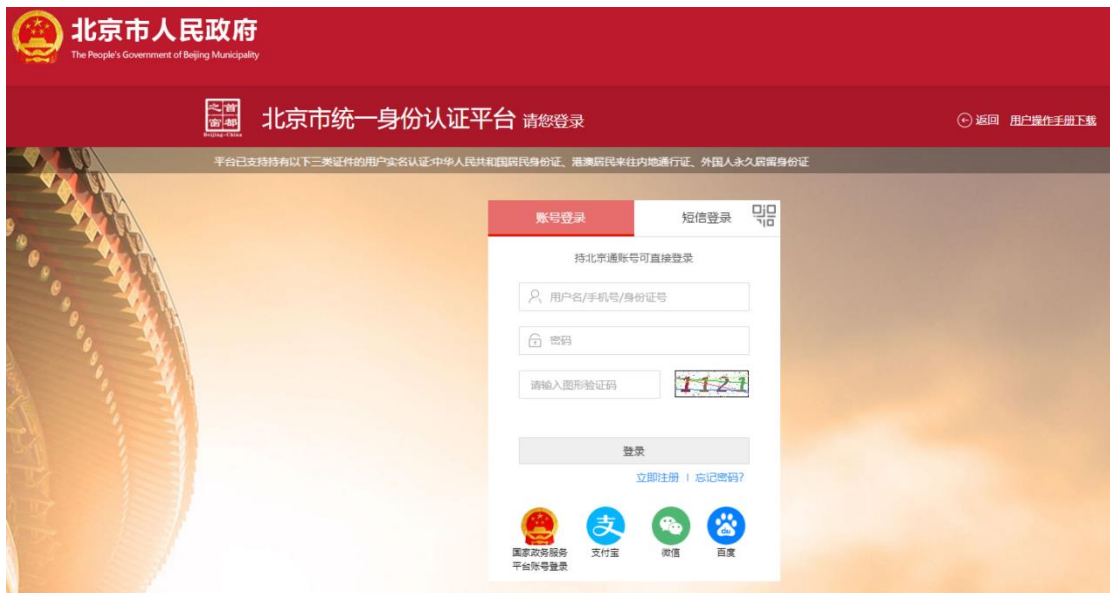 北京市人民政府
The People's Government of Beijing Municipality
首都之窗
Beijing-China
北京市统一身份认证平台 请您登录
返回 用户操作手册下载
平台已支持持有以下三类证件的用户实名认证:中华人民共和国居民身份证、港澳居民来往内地通行证、外国人永久居留身份证
账号登录 短信登录
持北京通账号可直接登录
用户名/手机号/身份证号
密码
请输入图形验证码 1121
登录
立即注册 | 忘记密码?
国家政务服务
平台账号登录
支付宝
微信
du
百度